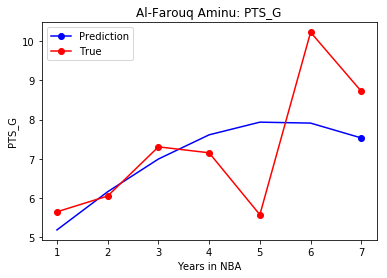 Al-Farouq Aminu: PTS_G
Prediction
True
PTS_G
10
9
8
7
6
5
1 2 3 4 5 6 7
Years in NBA